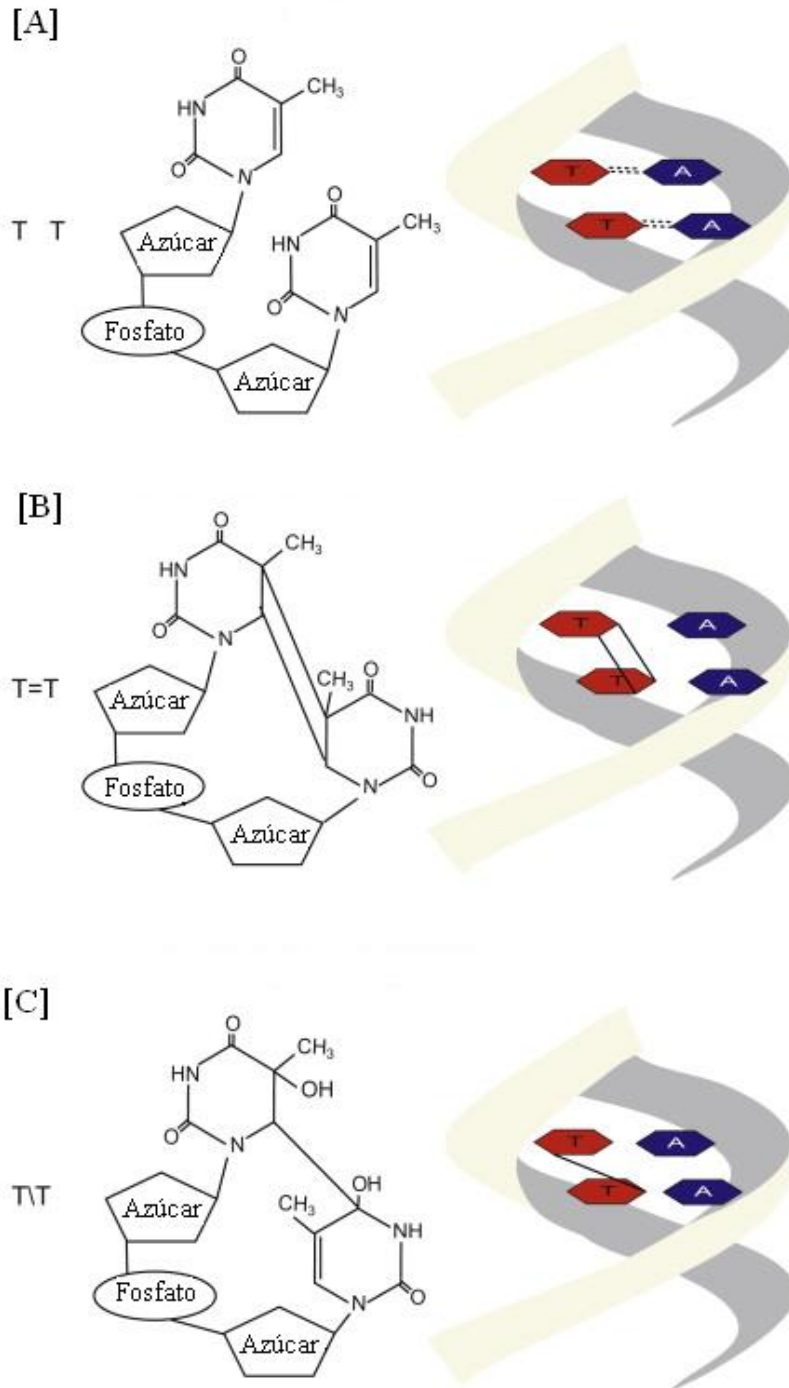 [A]
O
CH3
HN
O
N
O
CH3
T T
Azúcar
HN
O
N
Fosfato
Azúcar
T A
T A
[B]
O
CH3
HN
O
N
CH3
O
T=T
Azúcar
NH
N
O
Fosfato
Azúcar
T A
T A
[C]
O
CH3
HN
OH
O
N
OH
T\T
Azúcar
CH3
NH
Fosfato
N
O
Azúcar
T A
T A